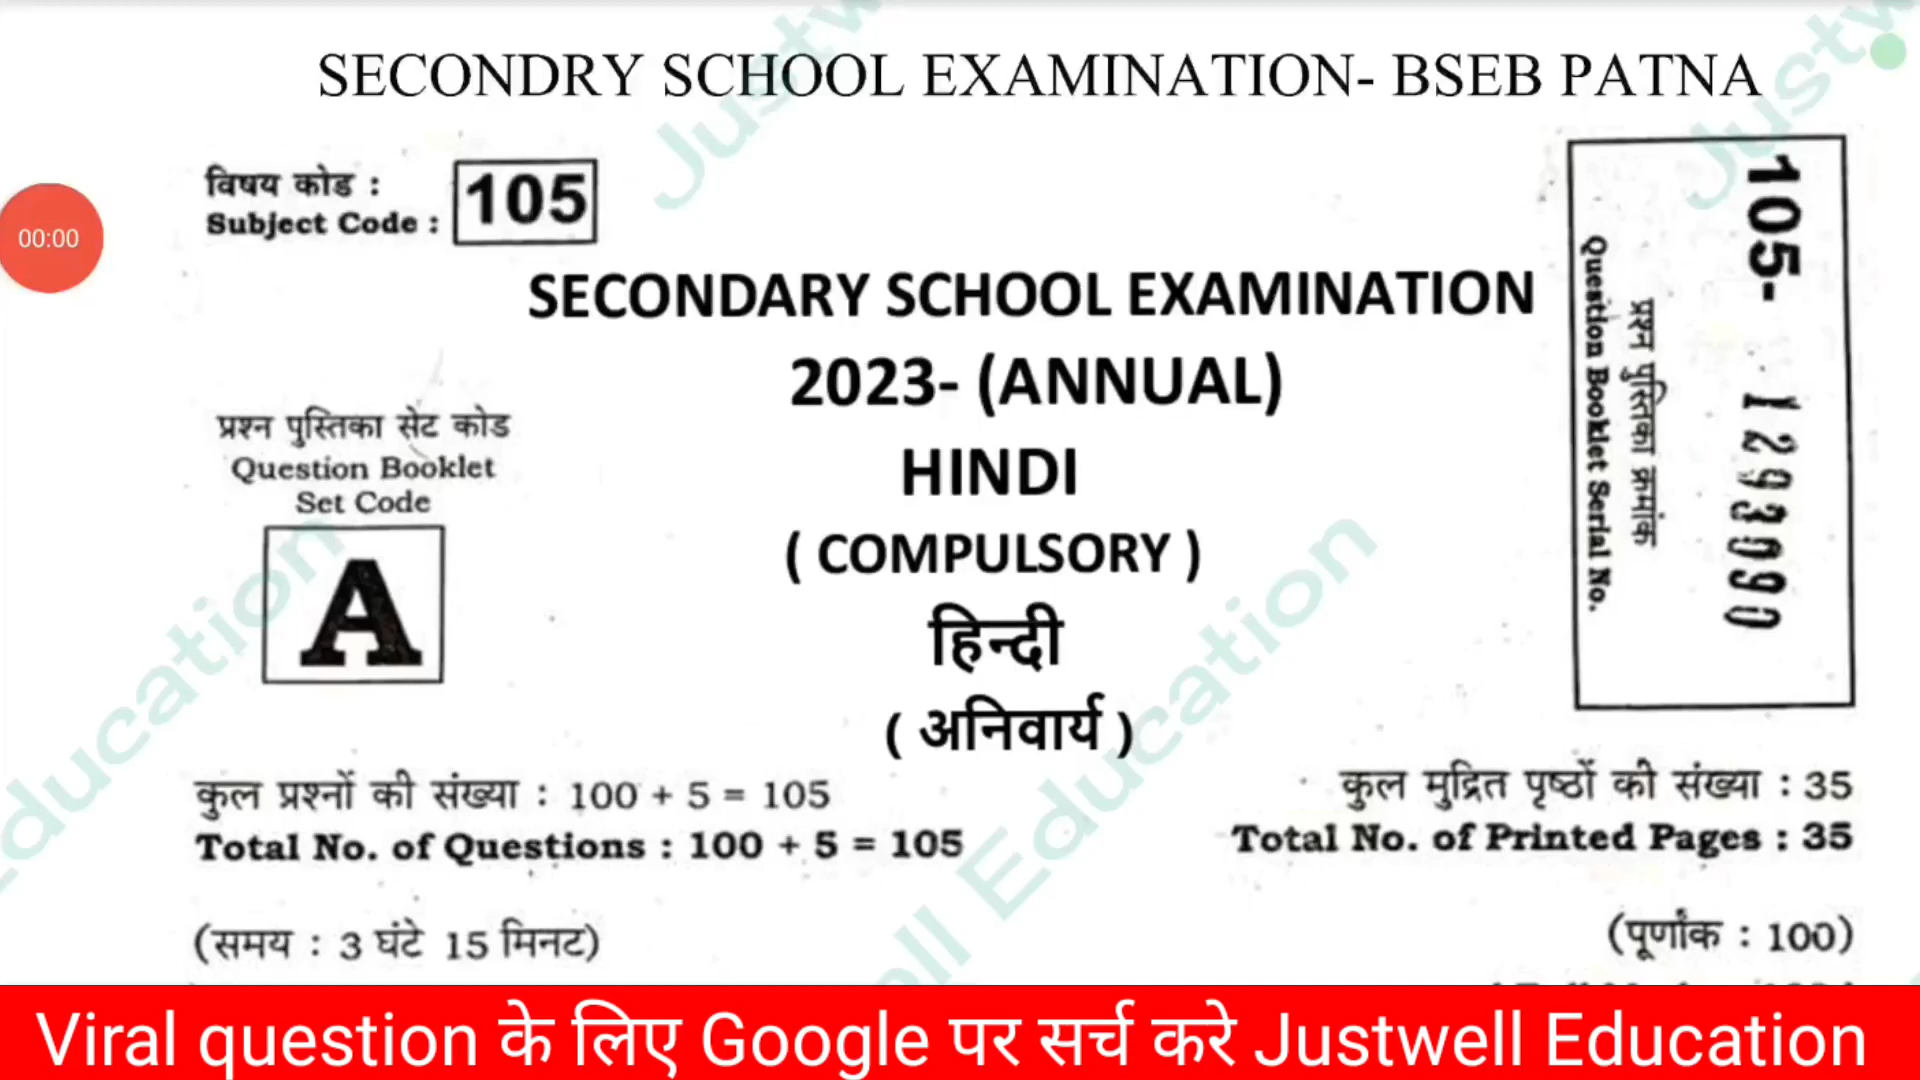 SECONDRY SCHOOL EXAMINATION- BSEB PATNA
विषय कोड :
Subject Code :
105
00:00
SECONDARY SCHOOL EXAMINATION
2023- (ANNUAL)
HINDI
( COMPULSORY )
हिन्दी
( अनिवार्य )
प्रश्न पुस्तिका सेट कोड
Question Booklet
Set Code
A
105- 1293090
प्रश्न पुस्तिका क्रमांक
Question Booklet Serial No.
कुल प्रश्नों की संख्या : 100 + 5 = 105
Total No. of Questions : 100 + 5 = 105
कुल मुद्रित पृष्ठों की संख्या : 35
Total No. of Printed Pages : 35
(समय : 3 घंटे 15 मिनट)
(पूर्णांक : 100)
Viral question के लिए Google पर सर्च करे Justwell Education